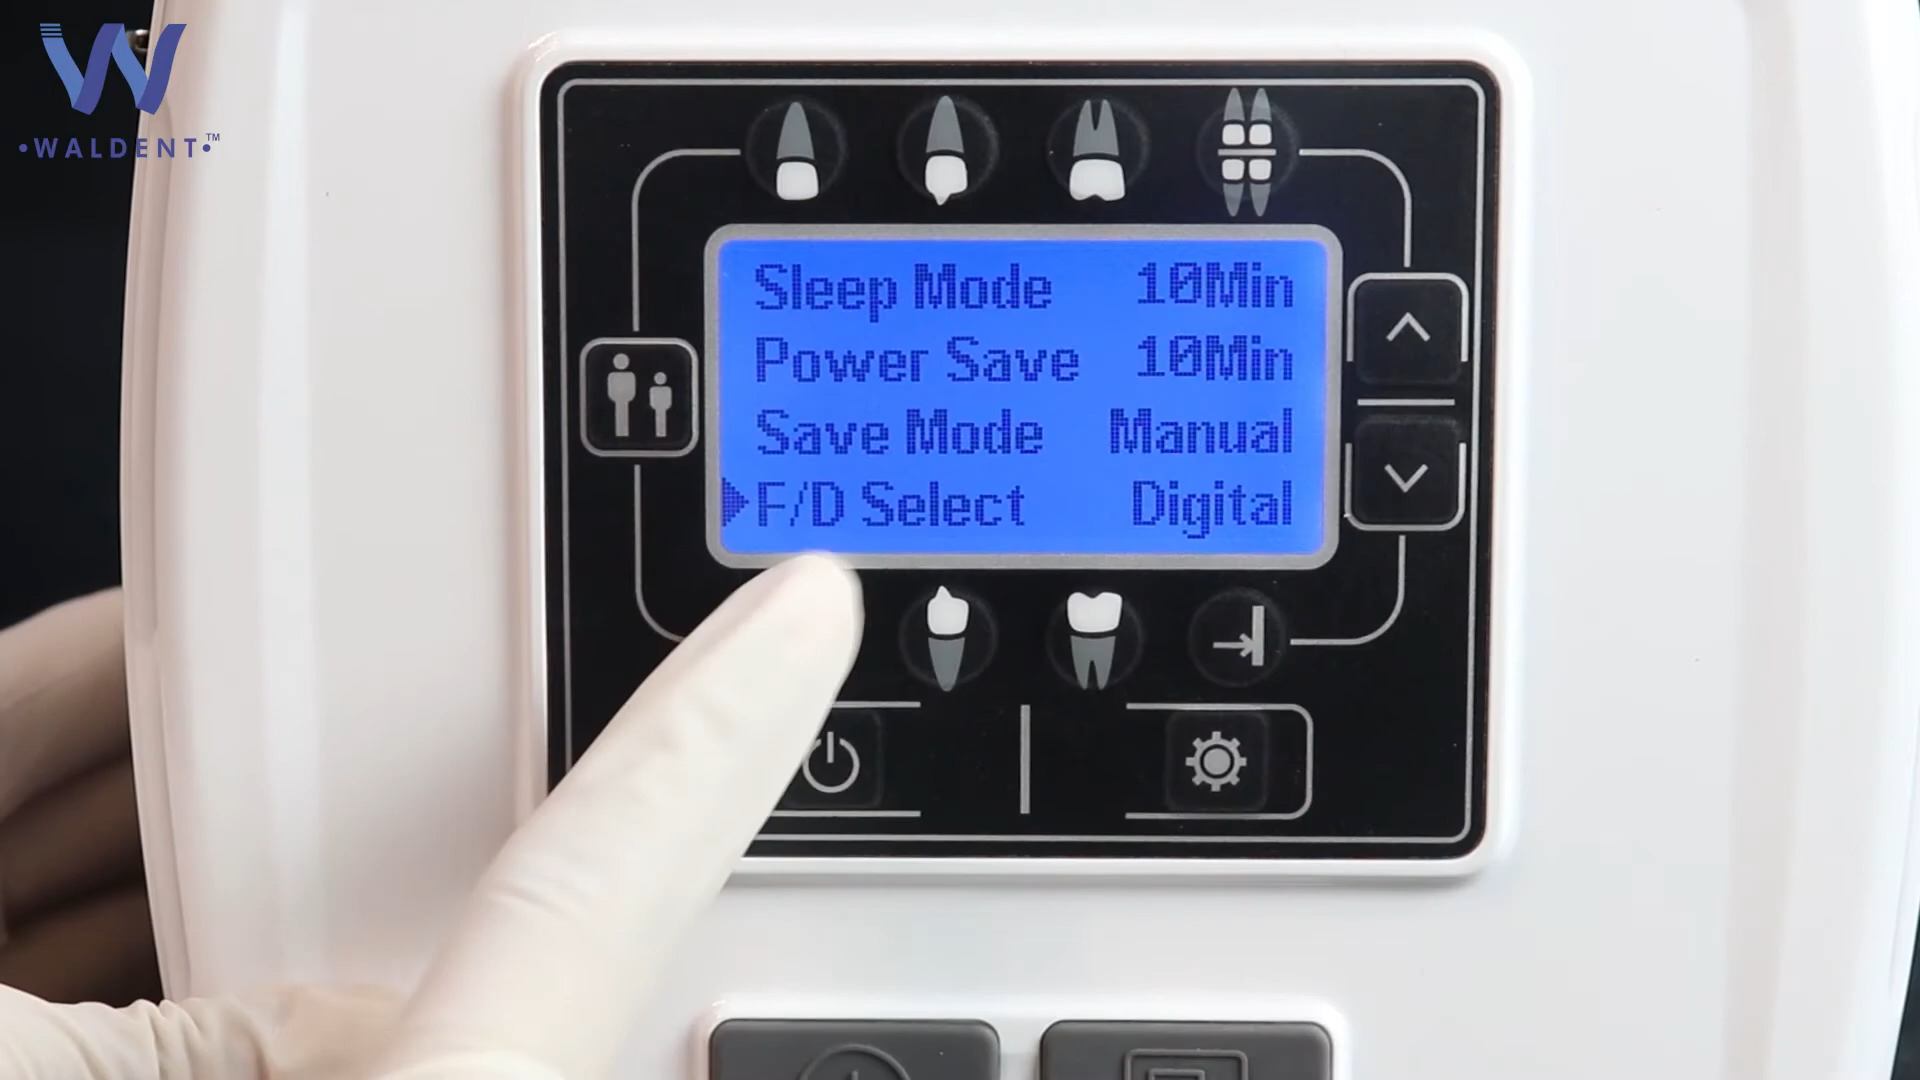 WALDENT™
Sleep Mode 10Min
Power Save 10Min
Save Mode Manual
F/D Select Digital